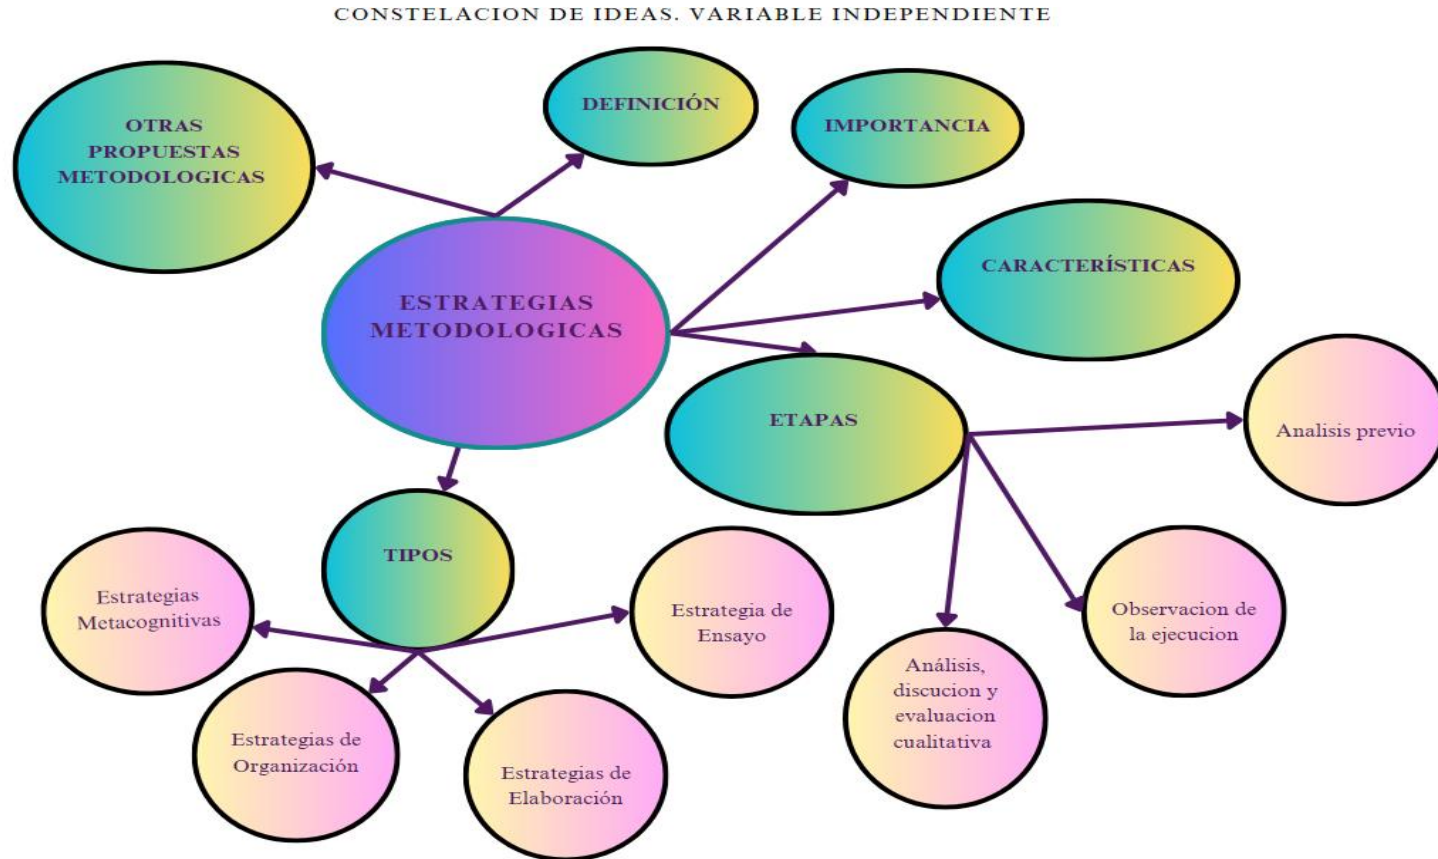 CONSTELACION DE IDEAS. VARIABLE INDEPENDIENTE
OTRAS
PROPUESTAS
METODOLOGICAS
DEFINICIÓN
IMPORTANCIA
CARACTERÍSTICAS
ESTRATEGIAS
METODOLOGICAS
ETAPAS
Analisis previo
TIPOS
Estrategias
Metacognitivas
Estrategia de
Ensayo
Observacion de
la ejecucion
Análisis,
discucion y
evaluacion
cualitativa
Estrategias de
Organización
Estrategias de
Elaboración